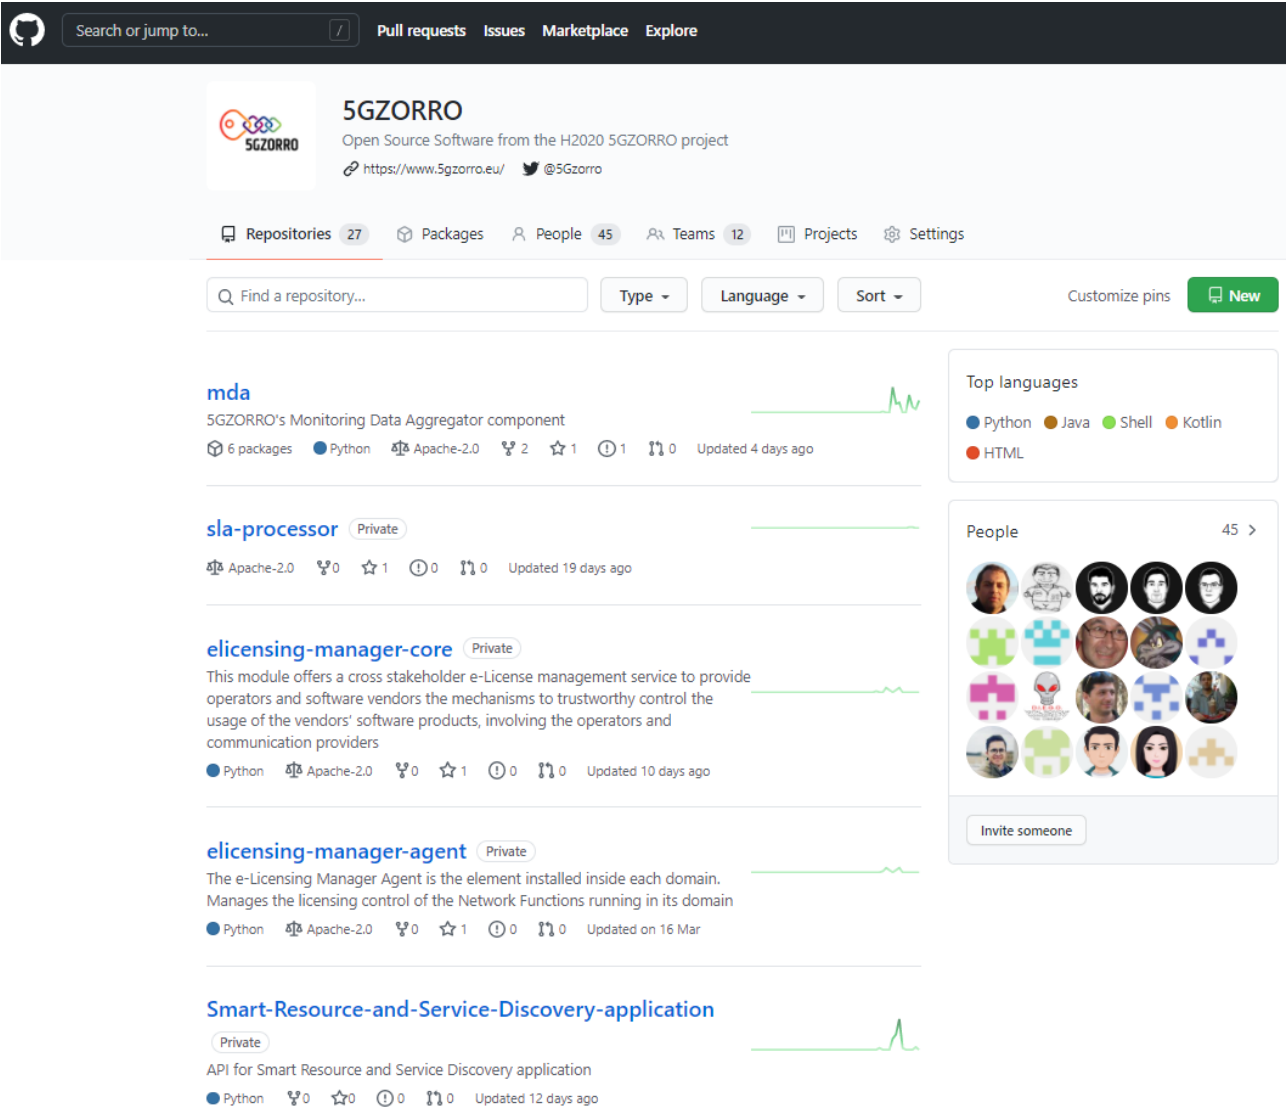 Search or jump to... /
Pull requests Issues Marketplace Explore
5GZORRO
5GZORRO
Open Source Software from the H2020 5GZORRO project
https://www.5gzorro.eu/ @5Gzorro
Repositories 27 Packages People 45 Teams 12 Projects Settings
Find a repository... Type Language Sort Customize pins New
mda
5GZORRO's Monitoring Data Aggregator component
6 packages Python Apache-2.0 2 1 1 0 Updated 4 days ago
sla-processor Private
Apache-2.0 0 1 0 0 Updated 19 days ago
elicensing-manager-core Private
This module offers a cross stakeholder e-License management service to provide
operators and software vendors the mechanisms to trustworthy control the
usage of the vendors' software products, involving the operators and
communication providers
Python Apache-2.0 0 1 0 0 Updated 10 days ago
elicensing-manager-agent Private
The e-Licensing Manager Agent is the element installed inside each domain.
Manages the licensing control of the Network Functions running in its domain
Python Apache-2.0 0 1 0 0 Updated on 16 Mar
Smart-Resource-and-Service-Discovery-application
Private
API for Smart Resource and Service Discovery application
Python 0 0 0 0 Updated 12 days ago
Top languages
Python Java Shell Kotlin
HTML
People 45
DIEGO
Invite someone